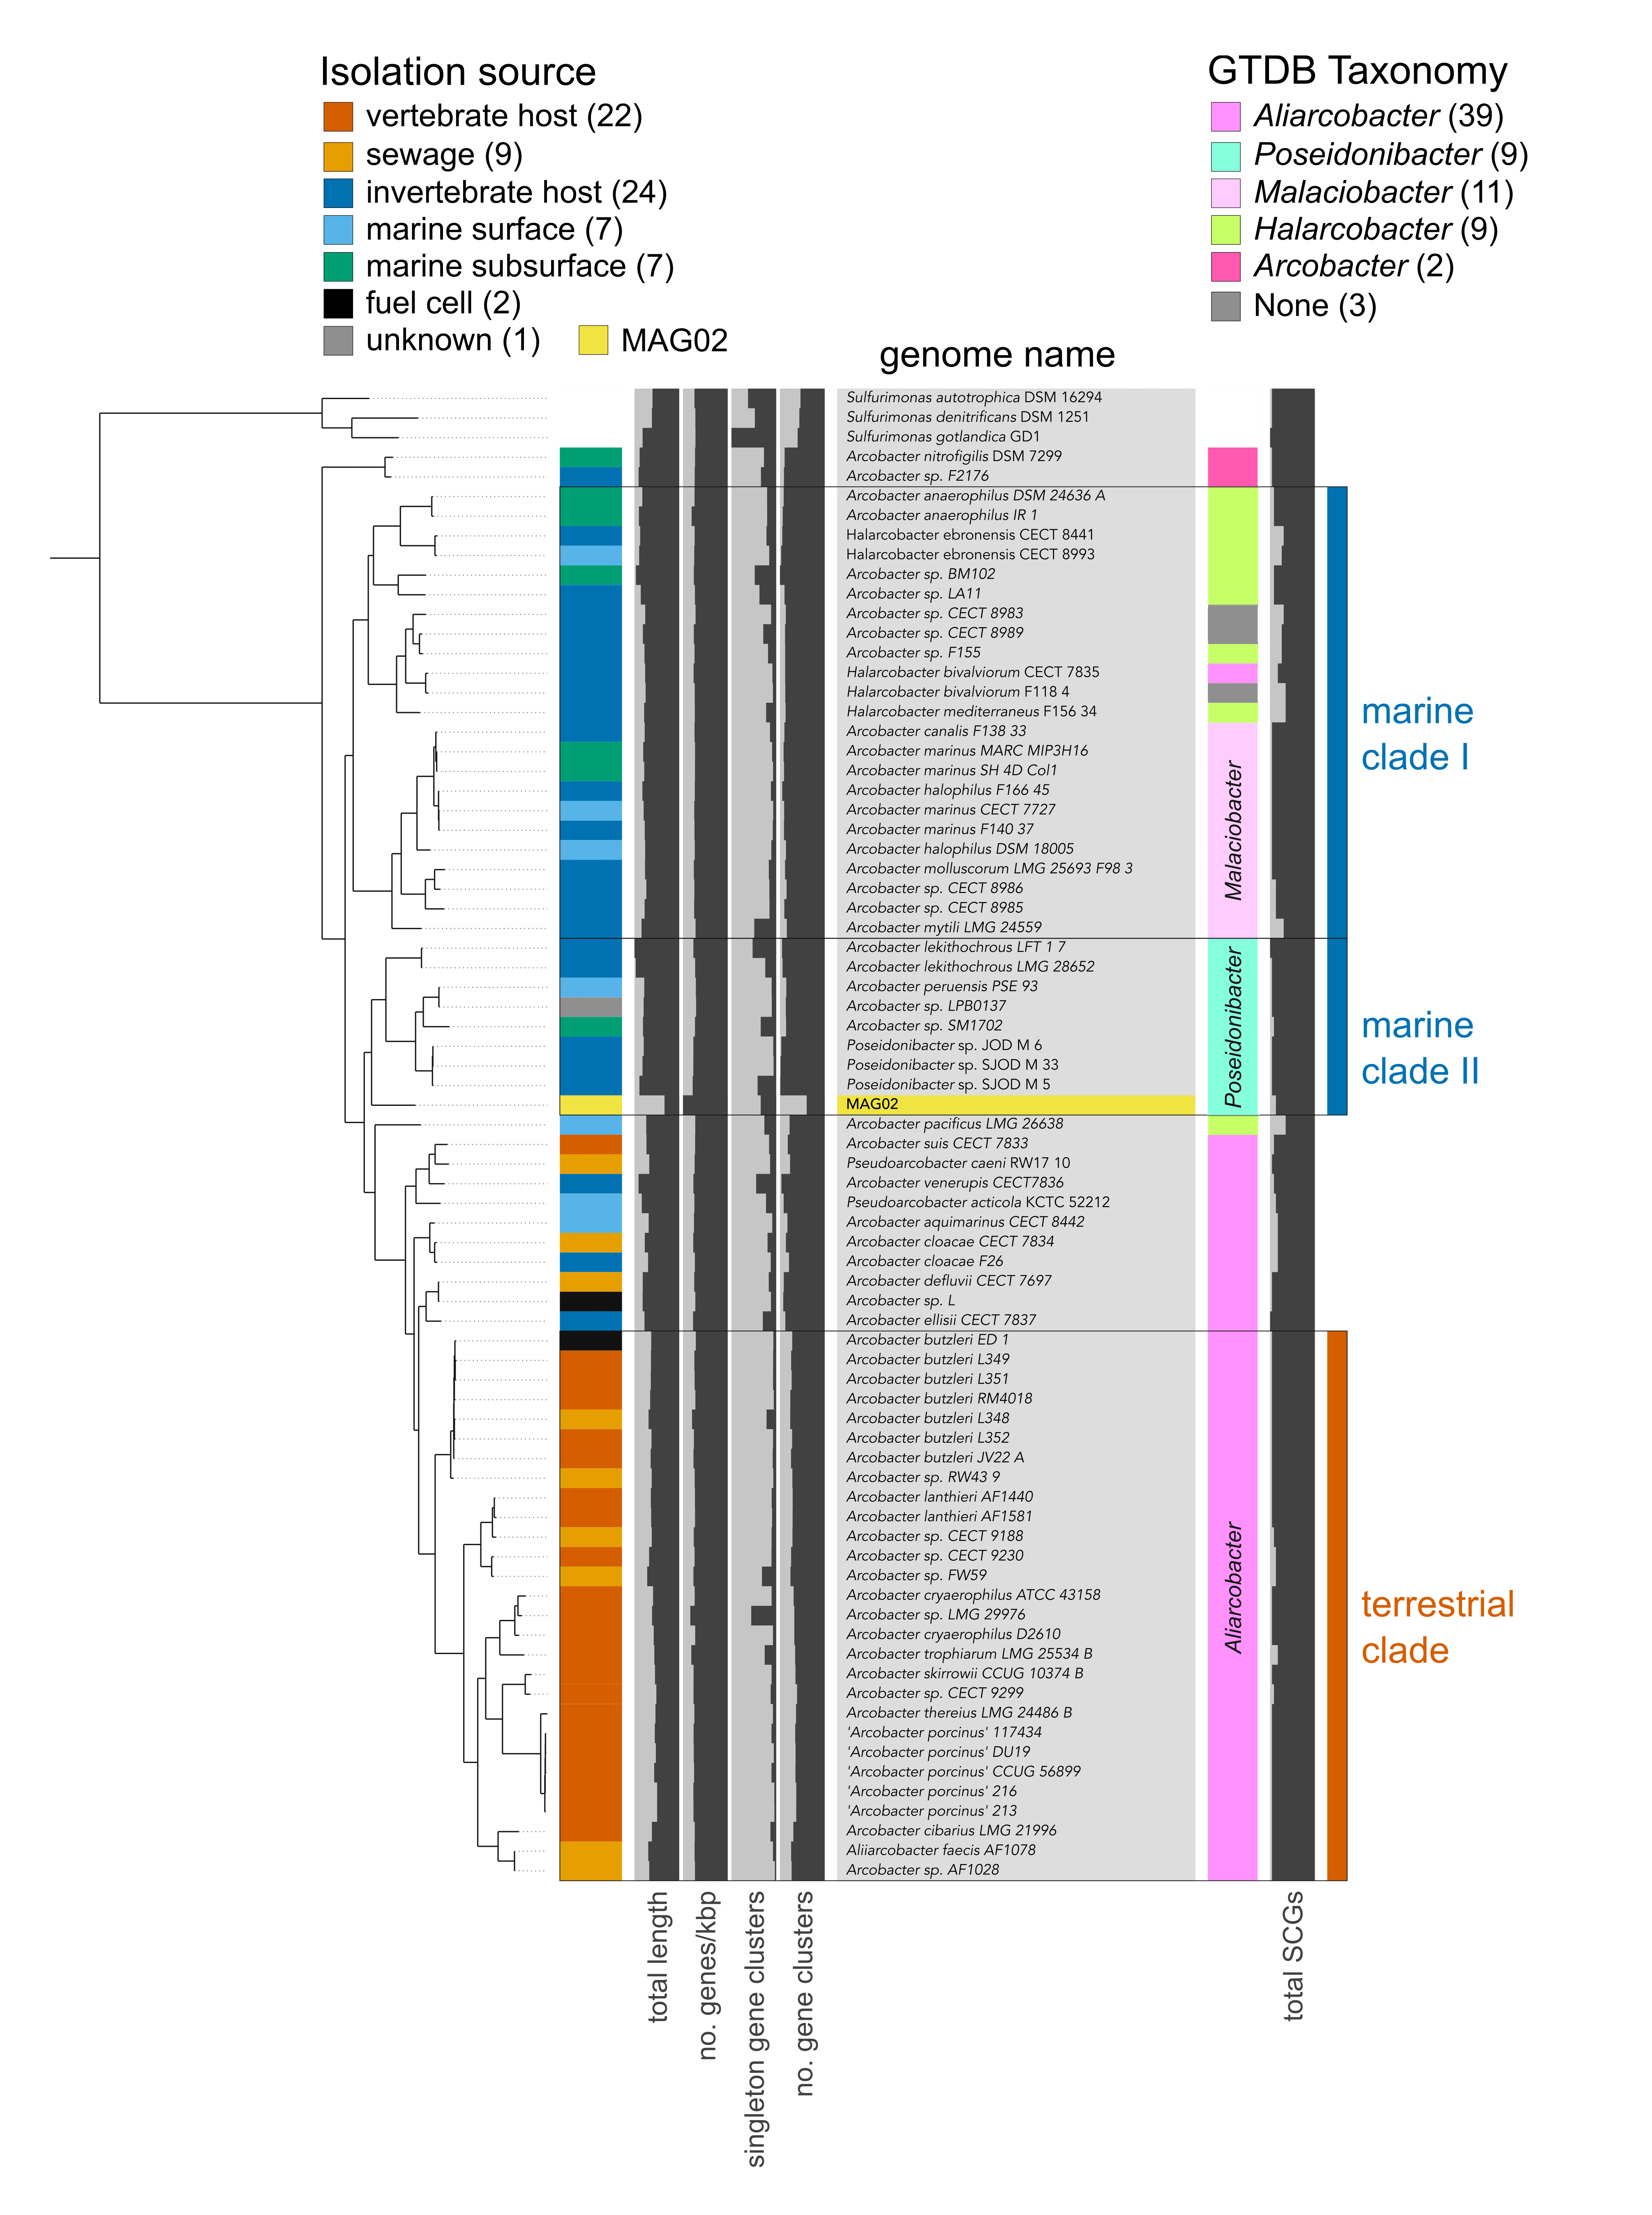 Isolation source
vertebrate host (22)
sewage (9)
invertebrate host (24)
marine surface (7)
marine subsurface (7)
fuel cell (2)
unknown (1)
MAG02
GTDB Taxonomy
Aliarcobacter (39)
Poseidonibacter (9)
Malaciobacter (11)
Halarcobacter (9)
Arcobacter (2)
None (3)
genome name
Sulfurimonas autotrophica DSM 16294
Sulfurimonas denitrificans DSM 1251
Sulfurimonas gotlandica GD1
Arcobacter nitrofigilis DSM 7299
Arcobacter sp. F2176
Arcobacter anaerophilus DSM 24636 A
Arcobacter anaerophilus IR 1
Halarcobacter ebronensis CECT 8441
Halarcobacter ebronensis CECT 8993
Arcobacter sp. BM102
Arcobacter sp. LA11
Arcobacter sp. CECT 8983
Arcobacter sp. CECT 8989
Arcobacter sp. F155
Halarcobacter bivalviorum CECT 7835
Halarcobacter bivalviorum F118 4
Halarcobacter mediterraneus F156 34
Arcobacter canalis F138 33
Arcobacter marinus MARC MIP3H16
Arcobacter marinus SH 4D Col1
Arcobacter halophilus F166 45
Arcobacter marinus CECT 7727
Arcobacter marinus F140 37
Arcobacter halophilus DSM 18005
Arcobacter molluscorum LMG 25693 F98 3
Arcobacter sp. CECT 8986
Arcobacter sp. CECT 8985
Arcobacter mytili LMG 24559
Arcobacter lekithochrous LFT 1 7
Arcobacter lekithochrous LMG 28652
Arcobacter peruensis PSE 93
Arcobacter sp. LPB0137
Arcobacter sp. SM1702
Poseidonibacter sp. JOD M 6
Poseidonibacter sp. SJOD M 33
Poseidonibacter sp. SJOD M 5
MAG02
Arcobacter pacificus LMG 26638
Arcobacter suis CECT 7833
Pseudoarcobacter caeni RW17 10
Arcobacter venerupis CECT7836
Pseudoarcobacter acticola KCTC 52212
Arcobacter aquimarinus CECT 8442
Arcobacter cloacae CECT 7834
Arcobacter cloacae F26
Arcobacter defluvii CECT 7697
Arcobacter sp. L
Arcobacter ellisii CECT 7837
Arcobacter butzleri ED 1
Arcobacter butzleri L349
Arcobacter butzleri L351
Arcobacter butzleri RM4018
Arcobacter butzleri L348
Arcobacter butzleri L352
Arcobacter butzleri JV22 A
Arcobacter sp. RW43 9
Arcobacter lanthieri AF1440
Arcobacter lanthieri AF1581
Arcobacter sp. CECT 9188
Arcobacter sp. CECT 9230
Arcobacter sp. FW59
Arcobacter cryaerophilus ATCC 43158
Arcobacter sp. LMG 29976
Arcobacter cryaerophilus D2610
Arcobacter trophiarum LMG 25534 B
Arcobacter skirrowii CCUG 10374 B
Arcobacter sp. CECT 9299
Arcobacter thereius LMG 24486 B
'Arcobacter porcinus' 117434
'Arcobacter porcinus' DU19
'Arcobacter porcinus' CCUG 56899
'Arcobacter porcinus' 216
'Arcobacter porcinus' 213
Arcobacter cibarius LMG 21996
Aliiarcobacter faecis AF1078
Arcobacter sp. AF1028
Malaciobacter
Poseidonibacter
Aliarcobacter
marine
clade I
marine
clade II
terrestrial
clade
total length
no. genes/kbp
singleton gene clusters
no. gene clusters
total SCGs